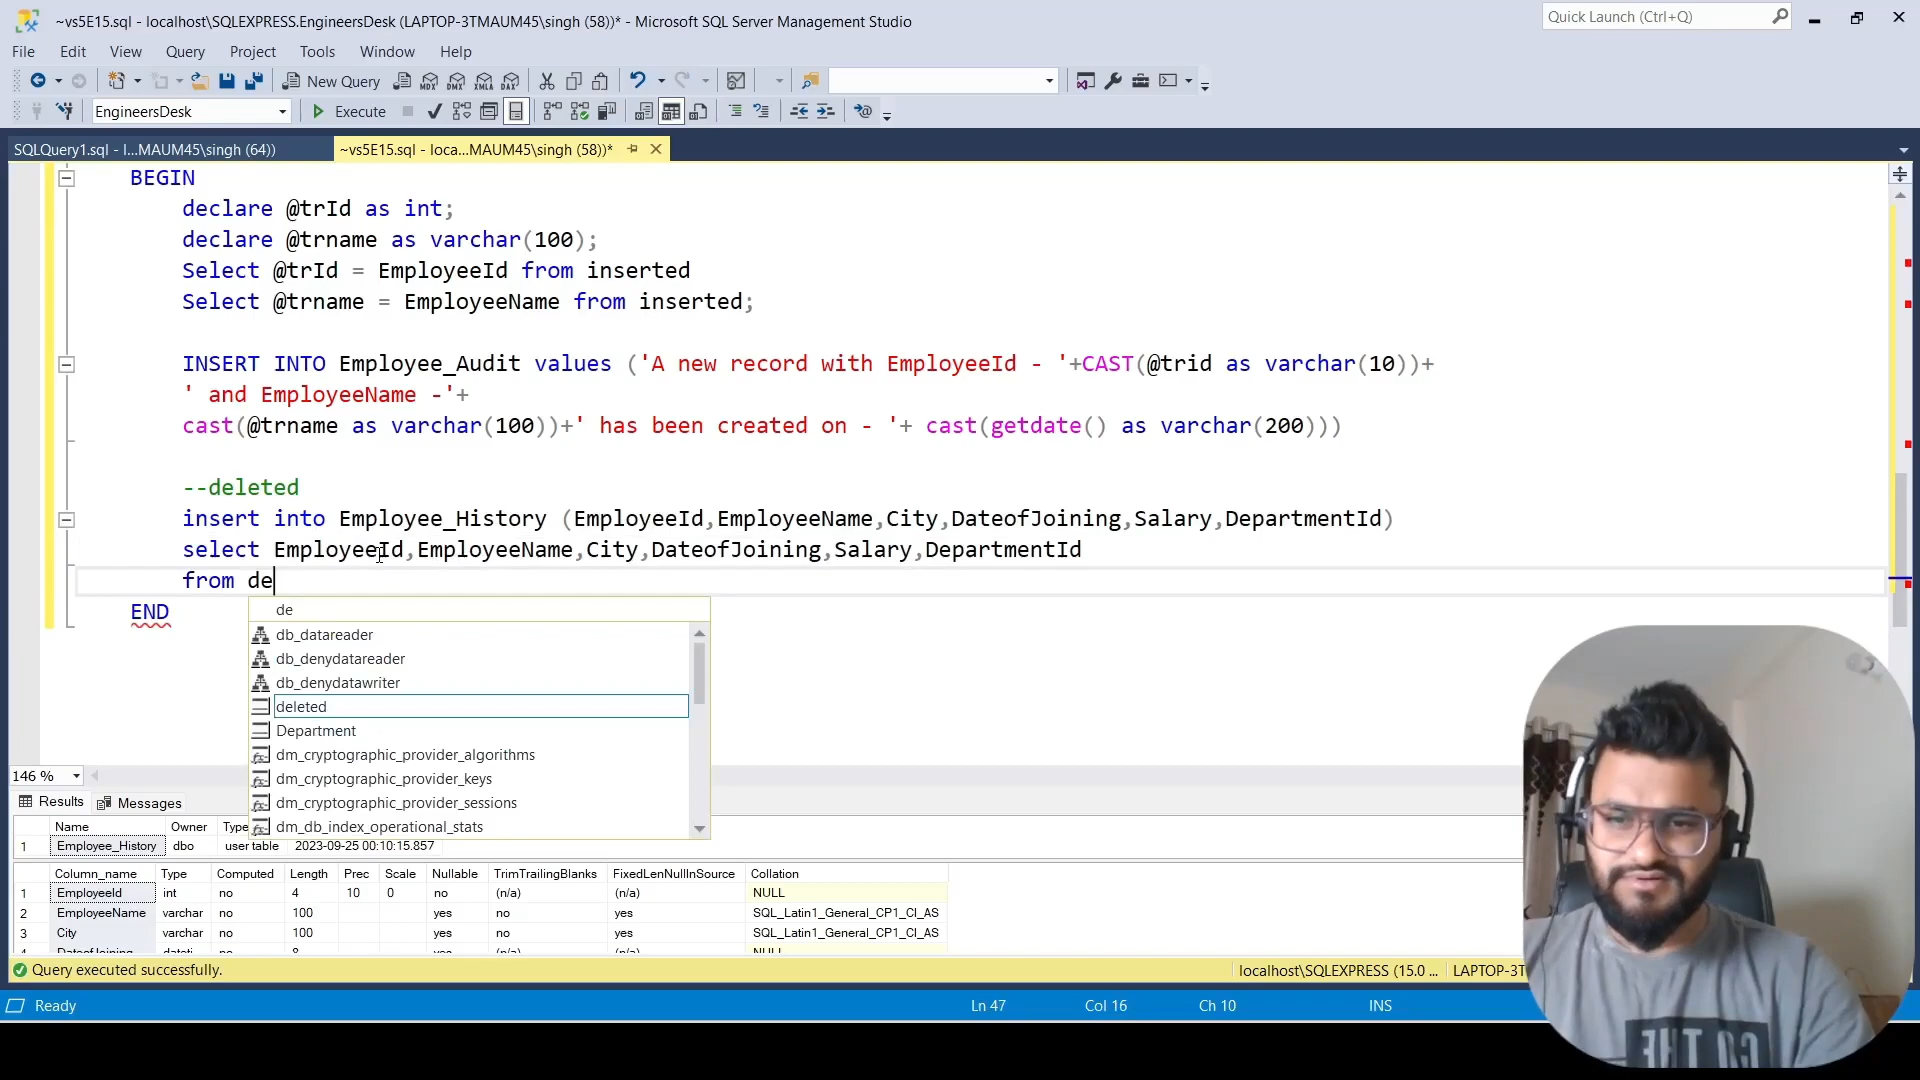 ~vs5E15.sql - localhost\SQLEXPRESS.EngineersDesk (LAPTOP-3TMAUM45\singh (58))* - Microsoft SQL Server Management Studio
Quick Launch (Ctrl+Q)
File Edit View Query Project Tools Window Help
New Query
EngineersDesk Execute
SQLQuery1.sql - l...MAUM45\singh (64))
~vs5E15.sql - loca...MAUM45\singh (58))*
BEGIN
declare @trId as int;
declare @trname as varchar(100);
Select @trId = EmployeeId from inserted
Select @trname = EmployeeName from inserted;
INSERT INTO Employee_Audit values ('A new record with EmployeeId - '+CAST(@trid as varchar(10))+
' and EmployeeName -'+
cast(@trname as varchar(100))+' has been created on - '+ cast(getdate() as varchar(200)))
--deleted
insert into Employee_History (EmployeeId,EmployeeName,City,DateofJoining,Salary,DepartmentId)
select EmployeeId,EmployeeName,City,DateofJoining,Salary,DepartmentId
from de
END
de
db_datareader
db_denydatareader
db_denydatawriter
deleted
Department
dm_cryptographic_provider_algorithms
dm_cryptographic_provider_keys
dm_cryptographic_provider_sessions
dm_db_index_operational_stats
146 %
Results Messages
Name Owner Type
1 Employee_History dbo user table 2023-09-25 00:10:15.857
Column_name Type Computed Length Prec Scale Nullable TrimTrailingBlanks FixedLenNullInSource Collation
1 EmployeeId int no 4 10 0 no (n/a) (n/a) NULL
2 EmployeeName varchar no 100 yes no yes SQL_Latin1_General_CP1_CI_AS
3 City varchar no 100 yes no yes SQL_Latin1_General_CP1_CI_AS
Query executed successfully.
localhost\SQLEXPRESS (15.0 ... LAPTOP-3T
Ready Ln 47 Col 16 Ch 10 INS